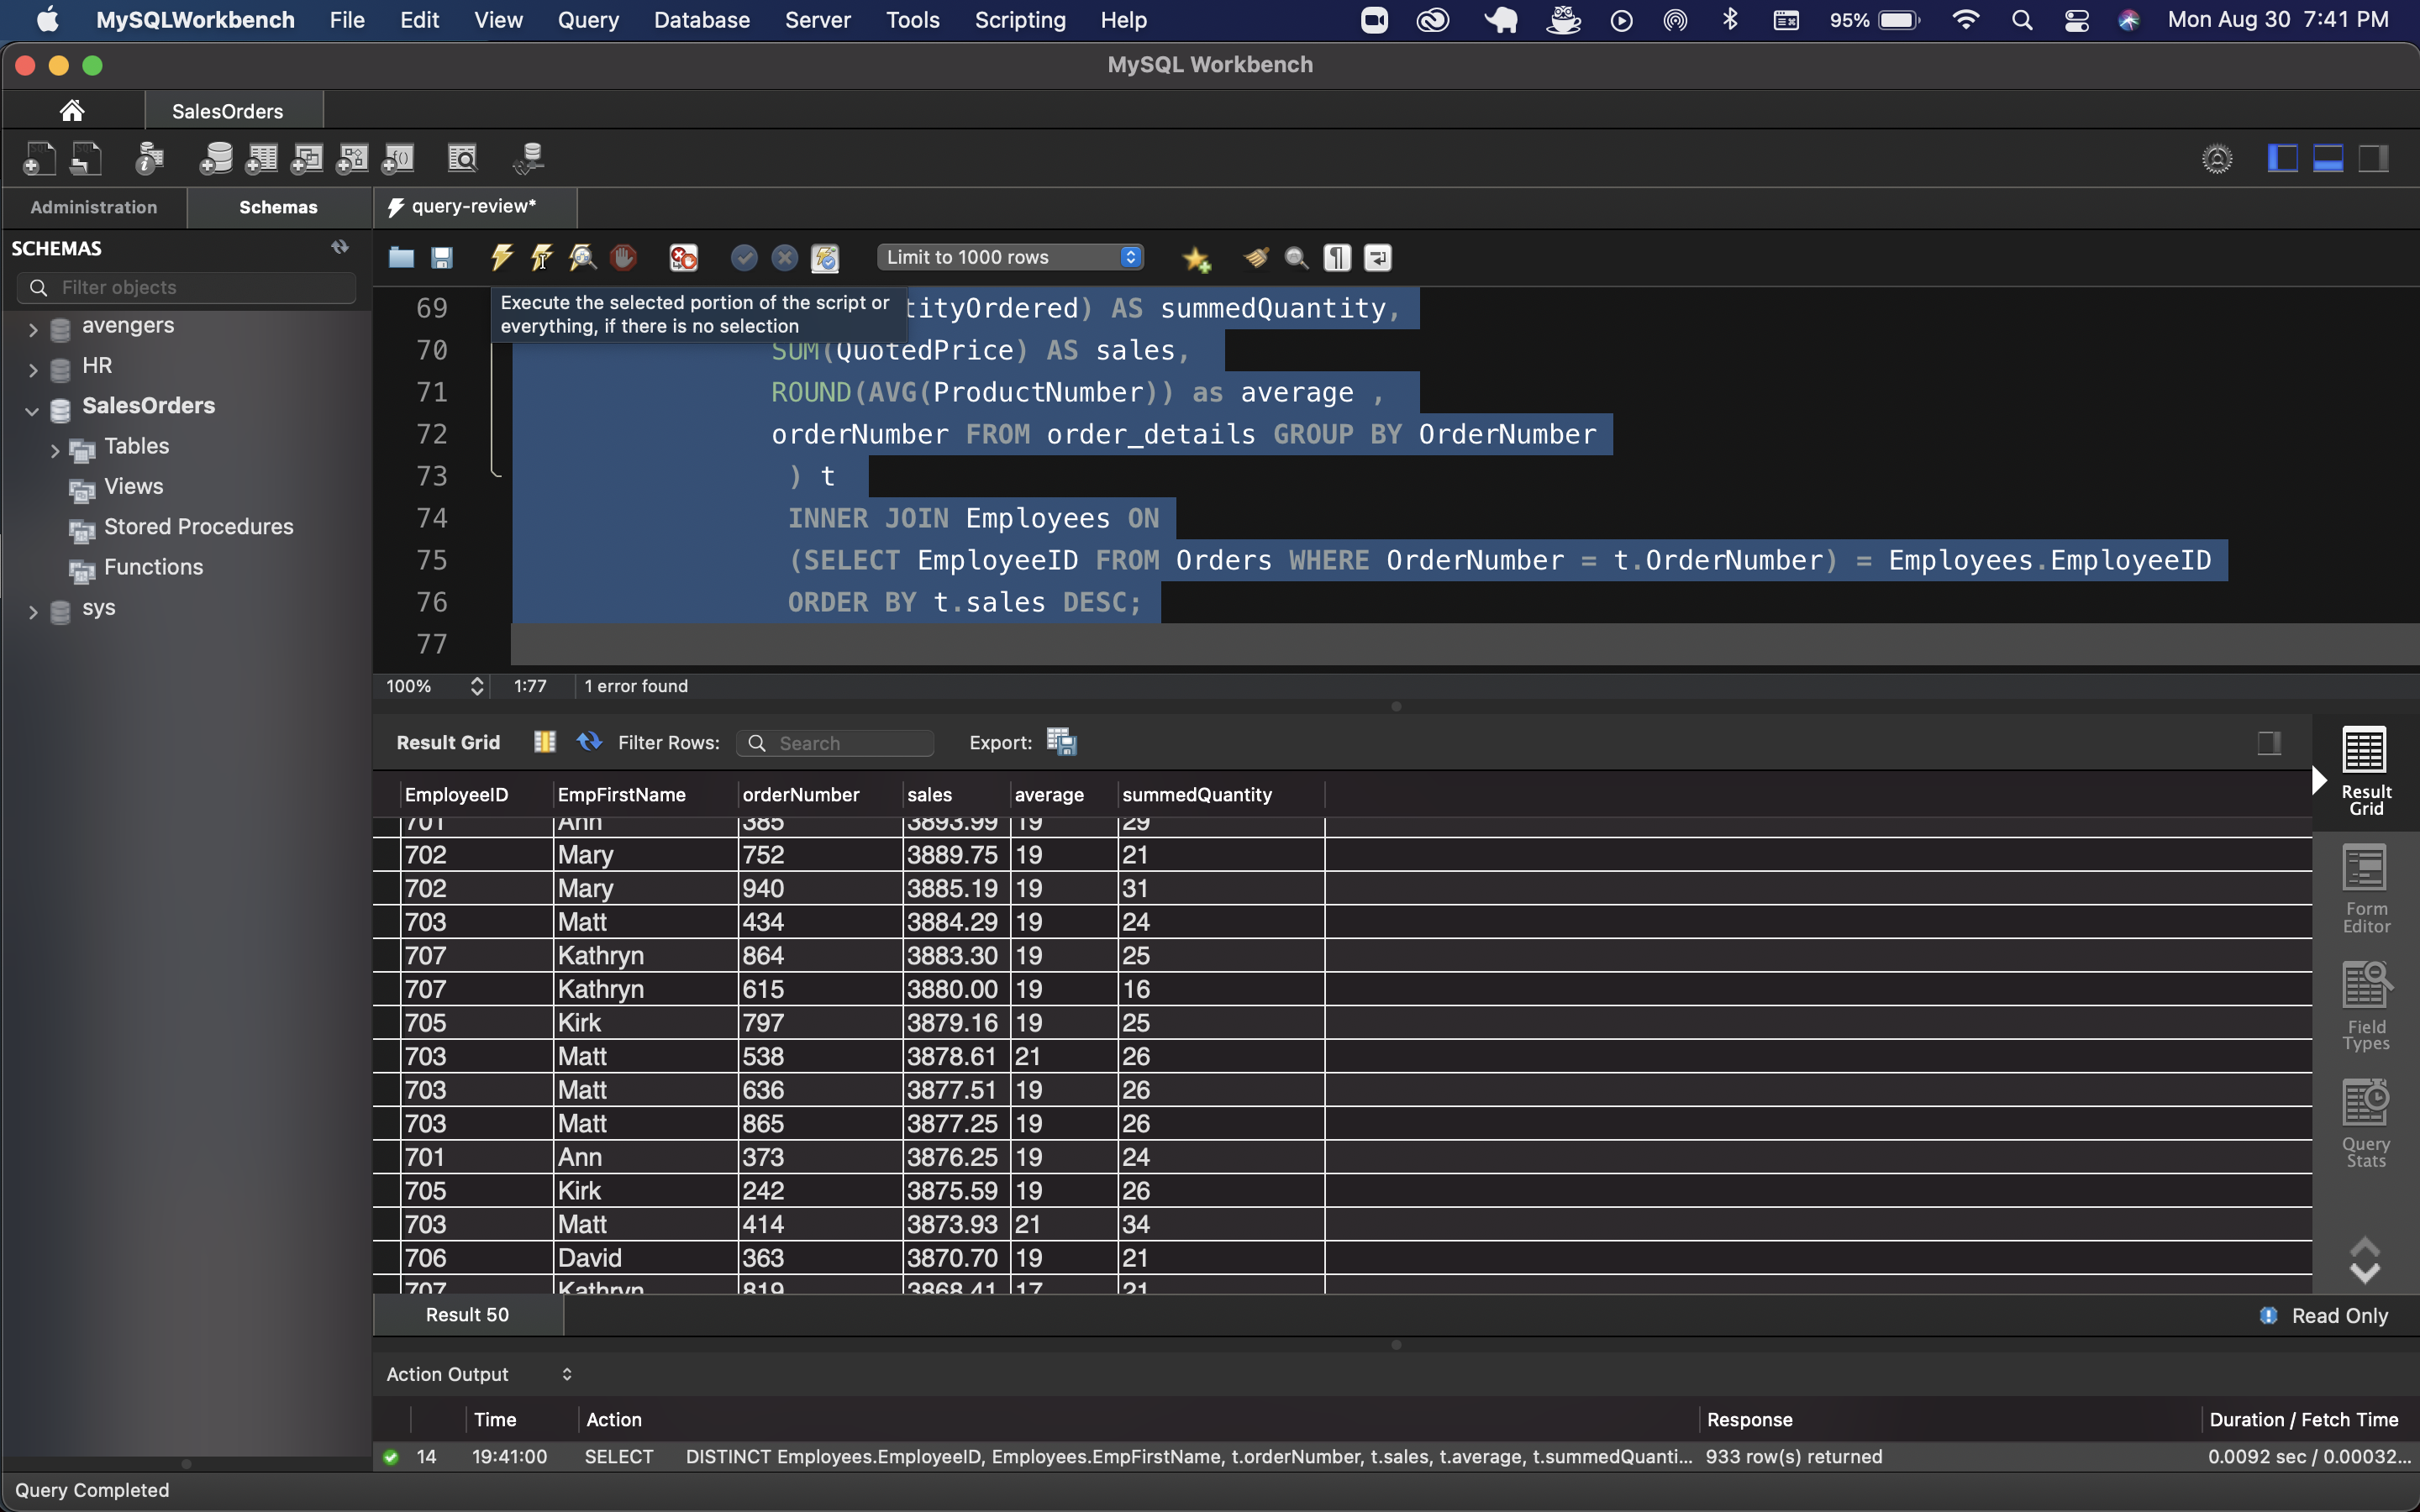 MySQLWorkbench File Edit View Query Database Server Tools Scripting Help 95% Mon Aug 30 7:41 PM
MySQL Workbench
SalesOrders
Administration Schemas query-review*
SCHEMAS
Filter objects
avengers
HR
SalesOrders
Tables
Views
Stored Procedures
Functions
sys
Limit to 1000 rows
Execute the selected portion of the script or
everything, if there is no selection
69 tityOrdered) AS summedQuantity,
70 SUM(QuotedPrice) AS sales,
71 ROUND(AVG(ProductNumber)) as average ,
72 orderNumber FROM order_details GROUP BY OrderNumber
73 ) t
74 INNER JOIN Employees ON
75 (SELECT EmployeeID FROM Orders WHERE OrderNumber = t.OrderNumber) = Employees.EmployeeID
76 ORDER BY t.sales DESC;
77
100% 1:77 1 error found
Result Grid Filter Rows: Search Export:
EmployeeID EmpFirstName orderNumber sales average summedQuantity
701 Ann 385 3893.99 19 29
702 Mary 752 3889.75 19 21
702 Mary 940 3885.19 19 31
703 Matt 434 3884.29 19 24
707 Kathryn 864 3883.30 19 25
707 Kathryn 615 3880.00 19 16
705 Kirk 797 3879.16 19 25
703 Matt 538 3878.61 21 26
703 Matt 636 3877.51 19 26
703 Matt 865 3877.25 19 26
701 Ann 373 3876.25 19 24
705 Kirk 242 3875.59 19 26
703 Matt 414 3873.93 21 34
706 David 363 3870.70 19 21
707 Kathryn 819 3868.41 17 21
Result
Grid
Form
Editor
Field
Types
Query
Stats
Result 50 Read Only
Action Output
Time Action Response Duration / Fetch Time
14 19:41:00 SELECT DISTINCT Employees.EmployeeID, Employees.EmpFirstName, t.orderNumber, t.sales, t.average, t.summedQuanti... 933 row(s) returned 0.0092 sec / 0.00032...
Query Completed